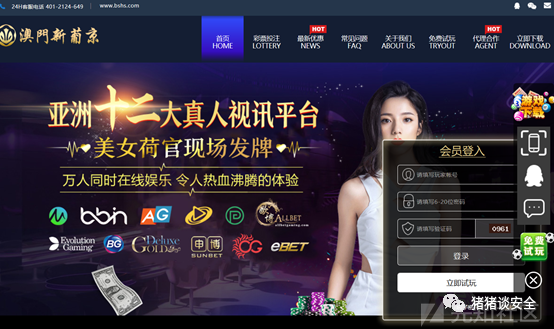 24H客服电话 401-2124-649
www.bshs.com
澳門新葡京
首页
HOME
彩票投注
LOTTERY
HOT
最新优惠
NEWS
常见问题
FAQ
关于我们
ABOUT US
免费试玩
TRYOUT
HOT
代理合作
AGENT
立即下载
DOWNLOAD
亚洲十二大真人视讯平台
美女荷官现场发牌
万人同时在线娱乐 令人热血沸腾的体验
bbin
AG
ALLBET
Evolution
Gaming
BG
Deluxe
GOLD
申博
SUNBET
OG
eBET
游戏
下载
会员登入
请填写玩家帐号
请填写6-20位密码
请填写验证码
0961
登录
立即试玩
免费
试玩
猪猪谈安全
先知社区